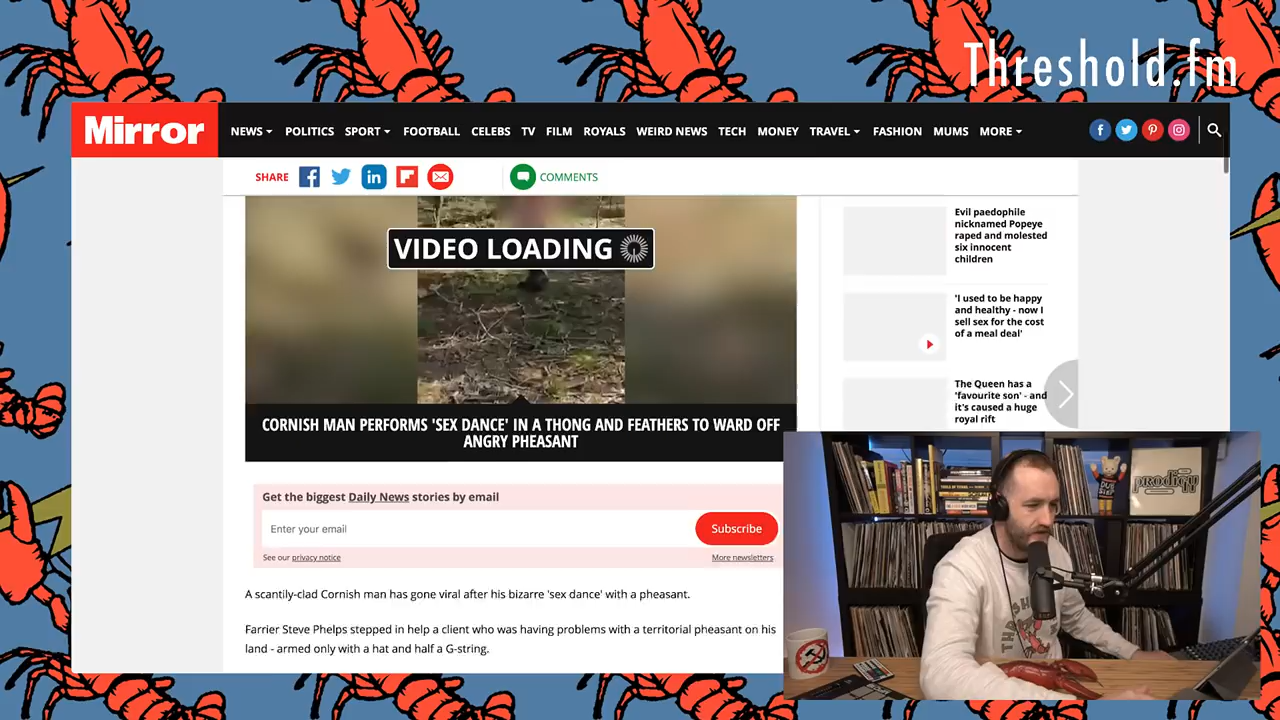 Threshold.fm
Mirror
NEWS POLITICS SPORT FOOTBALL CELEBS TV FILM ROYALS WEIRD NEWS TECH MONEY TRAVEL FASHION MUMS MORE
SHARE
COMMENTS
VIDEO LOADING
CORNISH MAN PERFORMS 'SEX DANCE' IN A THONG AND FEATHERS TO WARD OFF
ANGRY PHEASANT
Get the biggest Daily News stories by email
Enter your email
Subscribe
See our privacy notice
More newsletters
A scantily-clad Cornish man has gone viral after his bizarre 'sex dance' with a pheasant.
Farrier Steve Phelps stepped in help a client who was having problems with a territorial pheasant on his
land - armed only with a hat and half a G-string.
Evil paedophile
nicknamed Popeye
raped and molested
six innocent
children
'I used to be happy
and healthy - now I
sell sex for the cost
of a meal deal'
The Queen has a
'favourite son' - and
it's caused a huge
royal rift
prodigy